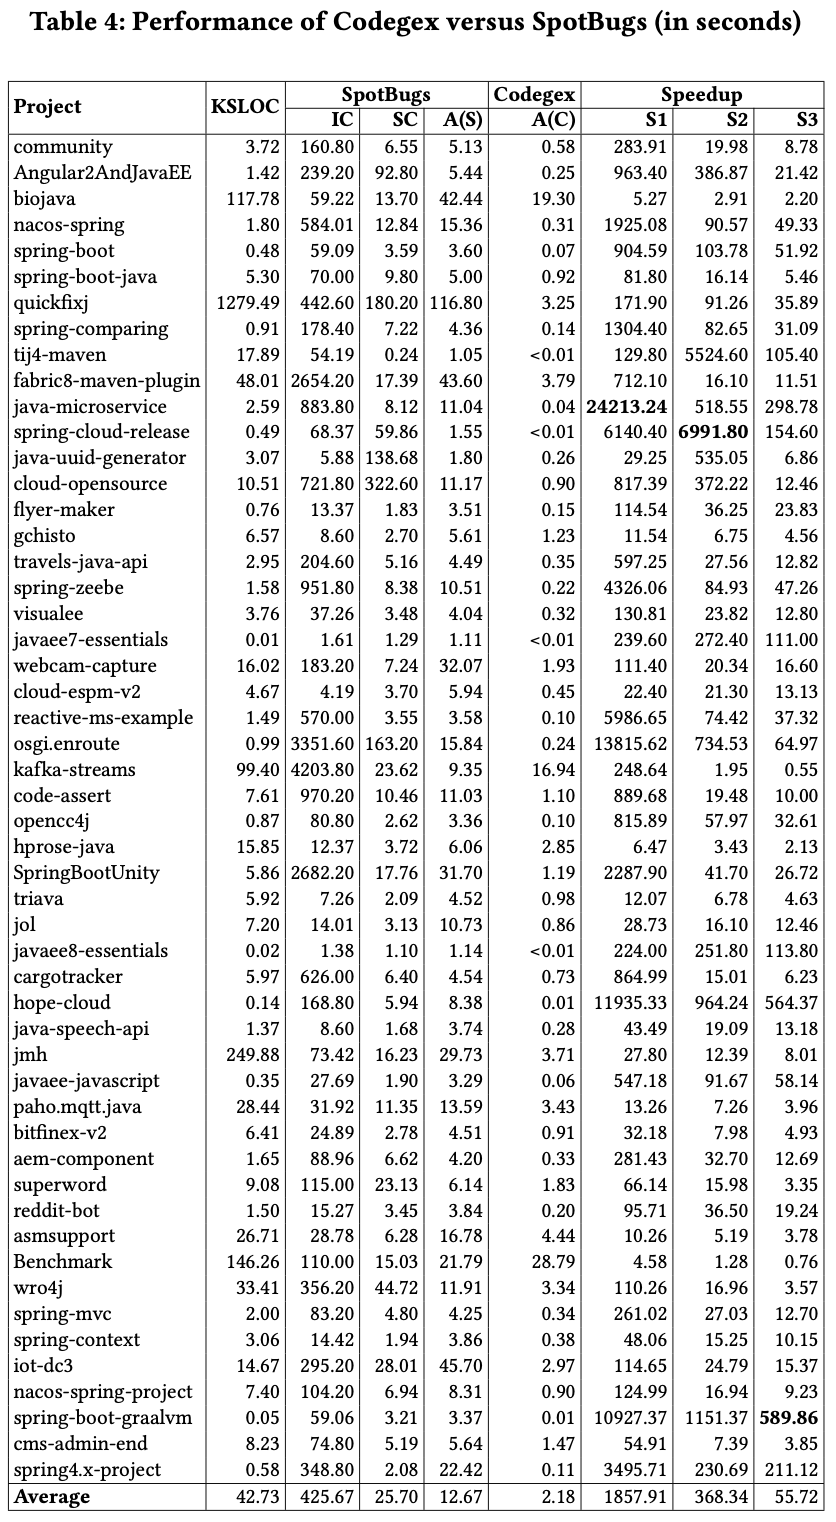 Table 4: Performance of Codegex versus SpotBugs (in seconds)
Project KSLOC SpotBugs Codegex Speedup
IC SC A(S) A(C) S1 S2 S3
community 3.72 160.80 6.55 5.13 0.58 283.91 19.98 8.78
Angular2AndJavaEE 1.42 239.20 92.80 5.44 0.25 963.40 386.87 21.42
biojava 117.78 59.22 13.70 42.44 19.30 5.27 2.91 2.20
nacos-spring 1.80 584.01 12.84 15.36 0.31 1925.08 90.57 49.33
spring-boot 0.48 59.09 3.59 3.60 0.07 904.59 103.78 51.92
spring-boot-java 5.30 70.00 9.80 5.00 0.92 81.80 16.14 5.46
quickfixj 1279.49 442.60 180.20 116.80 3.25 171.90 91.26 35.89
spring-comparing 0.91 178.40 7.22 4.36 0.14 1304.40 82.65 31.09
tij4-maven 17.89 54.19 0.24 1.05 <0.01 129.80 5524.60 105.40
fabric8-maven-plugin 48.01 2654.20 17.39 43.60 3.79 712.10 16.10 11.51
java-microservice 2.59 883.80 8.12 11.04 0.04 24213.24 518.55 298.78
spring-cloud-release 0.49 68.37 59.86 1.55 <0.01 6140.40 6991.80 154.60
java-uuid-generator 3.07 5.88 138.68 1.80 0.26 29.25 535.05 6.86
cloud-opensource 10.51 721.80 322.60 11.17 0.90 817.39 372.22 12.46
flyer-maker 0.76 13.37 1.83 3.51 0.15 114.54 36.25 23.83
gchisto 6.57 8.60 2.70 5.61 1.23 11.54 6.75 4.56
travels-java-api 2.95 204.60 5.16 4.49 0.35 597.25 27.56 12.82
spring-zeebe 1.58 951.80 8.38 10.51 0.22 4326.06 84.93 47.26
visualee 3.76 37.26 3.48 4.04 0.32 130.81 23.82 12.80
javaee7-essentials 0.01 1.61 1.29 1.11 <0.01 239.60 272.40 111.00
webcam-capture 16.02 183.20 7.24 32.07 1.93 111.40 20.34 16.60
cloud-espm-v2 4.67 4.19 3.70 5.94 0.45 22.40 21.30 13.13
reactive-ms-example 1.49 570.00 3.55 3.58 0.10 5986.65 74.42 37.32
osgi.enroute 0.99 3351.60 163.20 15.84 0.24 13815.62 734.53 64.97
kafka-streams 99.40 4203.80 23.62 9.35 16.94 248.64 1.95 0.55
code-assert 7.61 970.20 10.46 11.03 1.10 889.68 19.48 10.00
opencc4j 0.87 80.80 2.62 3.36 0.10 815.89 57.97 32.61
hprose-java 15.85 12.37 3.72 6.06 2.85 6.47 3.43 2.13
SpringBootUnity 5.86 2682.20 17.76 31.70 1.19 2287.90 41.70 26.72
triava 5.92 7.26 2.09 4.52 0.98 12.07 6.78 4.63
jol 7.20 14.01 3.13 10.73 0.86 28.73 16.10 12.46
javaee8-essentials 0.02 1.38 1.10 1.14 <0.01 224.00 251.80 113.80
cargotracker 5.97 626.00 6.40 4.54 0.73 864.99 15.01 6.23
hope-cloud 0.14 168.80 5.94 8.38 0.01 11935.33 964.24 564.37
java-speech-api 1.37 8.60 1.68 3.74 0.28 43.49 19.09 13.18
jmh 249.88 73.42 16.23 29.73 3.71 27.80 12.39 8.01
javaee-javascript 0.35 27.69 1.90 3.29 0.06 547.18 91.67 58.14
paho.mqtt.java 28.44 31.92 11.35 13.59 3.43 13.26 7.26 3.96
bitfinex-v2 6.41 24.89 2.78 4.51 0.91 32.18 7.98 4.93
aem-component 1.65 88.96 6.62 4.20 0.33 281.43 32.70 12.69
superword 9.08 115.00 23.13 6.14 1.83 66.14 15.98 3.35
reddit-bot 1.50 15.27 3.45 3.84 0.20 95.71 36.50 19.24
asmsupport 26.71 28.78 6.28 16.78 4.44 10.26 5.19 3.78
Benchmark 146.26 110.00 15.03 21.79 28.79 4.58 1.28 0.76
wro4j 33.41 356.20 44.72 11.91 3.34 110.26 16.96 3.57
spring-mvc 2.00 83.20 4.80 4.25 0.34 261.02 27.03 12.70
spring-context 3.06 14.42 1.94 3.86 0.38 48.06 15.25 10.15
iot-dc3 14.67 295.20 28.01 45.70 2.97 114.65 24.79 15.37
nacos-spring-project 7.40 104.20 6.94 8.31 0.90 124.99 16.94 9.23
spring-boot-graalvm 0.05 59.06 3.21 3.37 0.01 10927.37 1151.37 589.86
cms-admin-end 8.23 74.80 5.19 5.64 1.47 54.91 7.39 3.85
spring4.x-project 0.58 348.80 2.08 22.42 0.11 3495.71 230.69 211.12
Average 42.73 425.67 25.70 12.67 2.18 1857.91 368.34 55.72